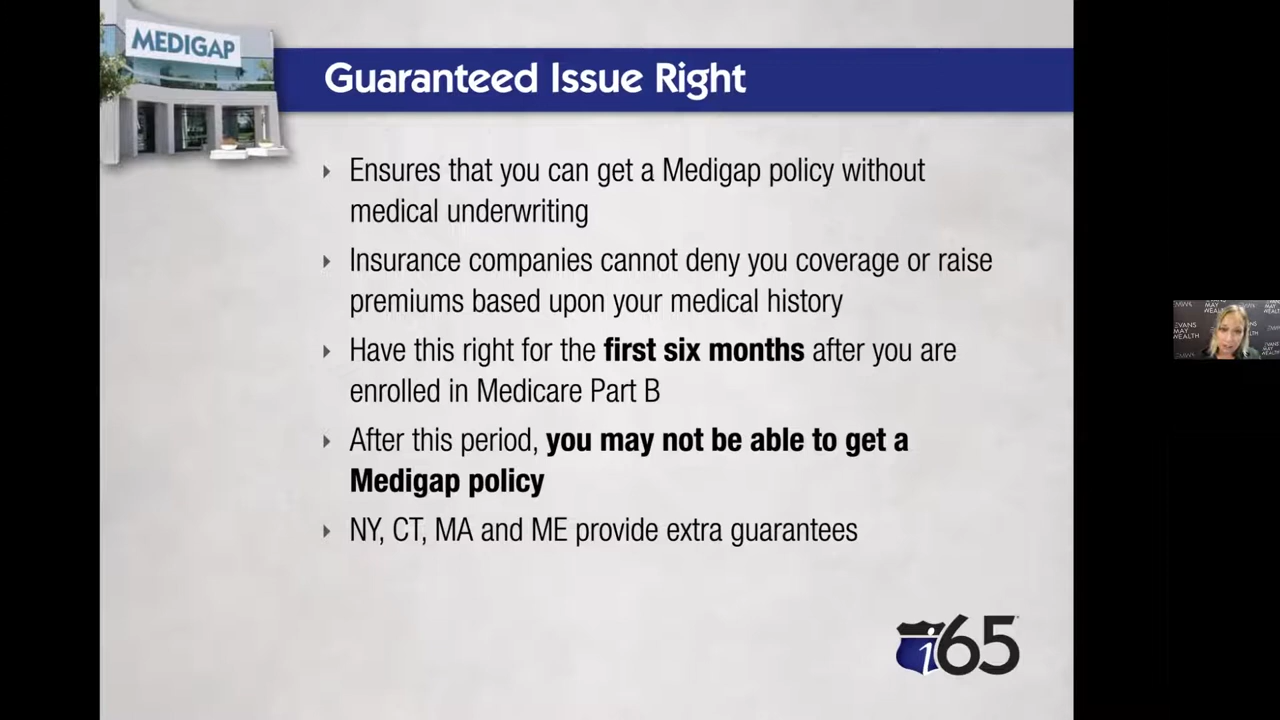 MEDIGAP
Guaranteed Issue Right
Ensures that you can get a Medigap policy without
medical underwriting
Insurance companies cannot deny you coverage or raise
premiums based upon your medical history
Have this right for the first six months after you are
enrolled in Medicare Part B
After this period, you may not be able to get a
Medigap policy
NY, CT, MA and ME provide extra guarantees
i65
EVANS
MAY
WEALTH